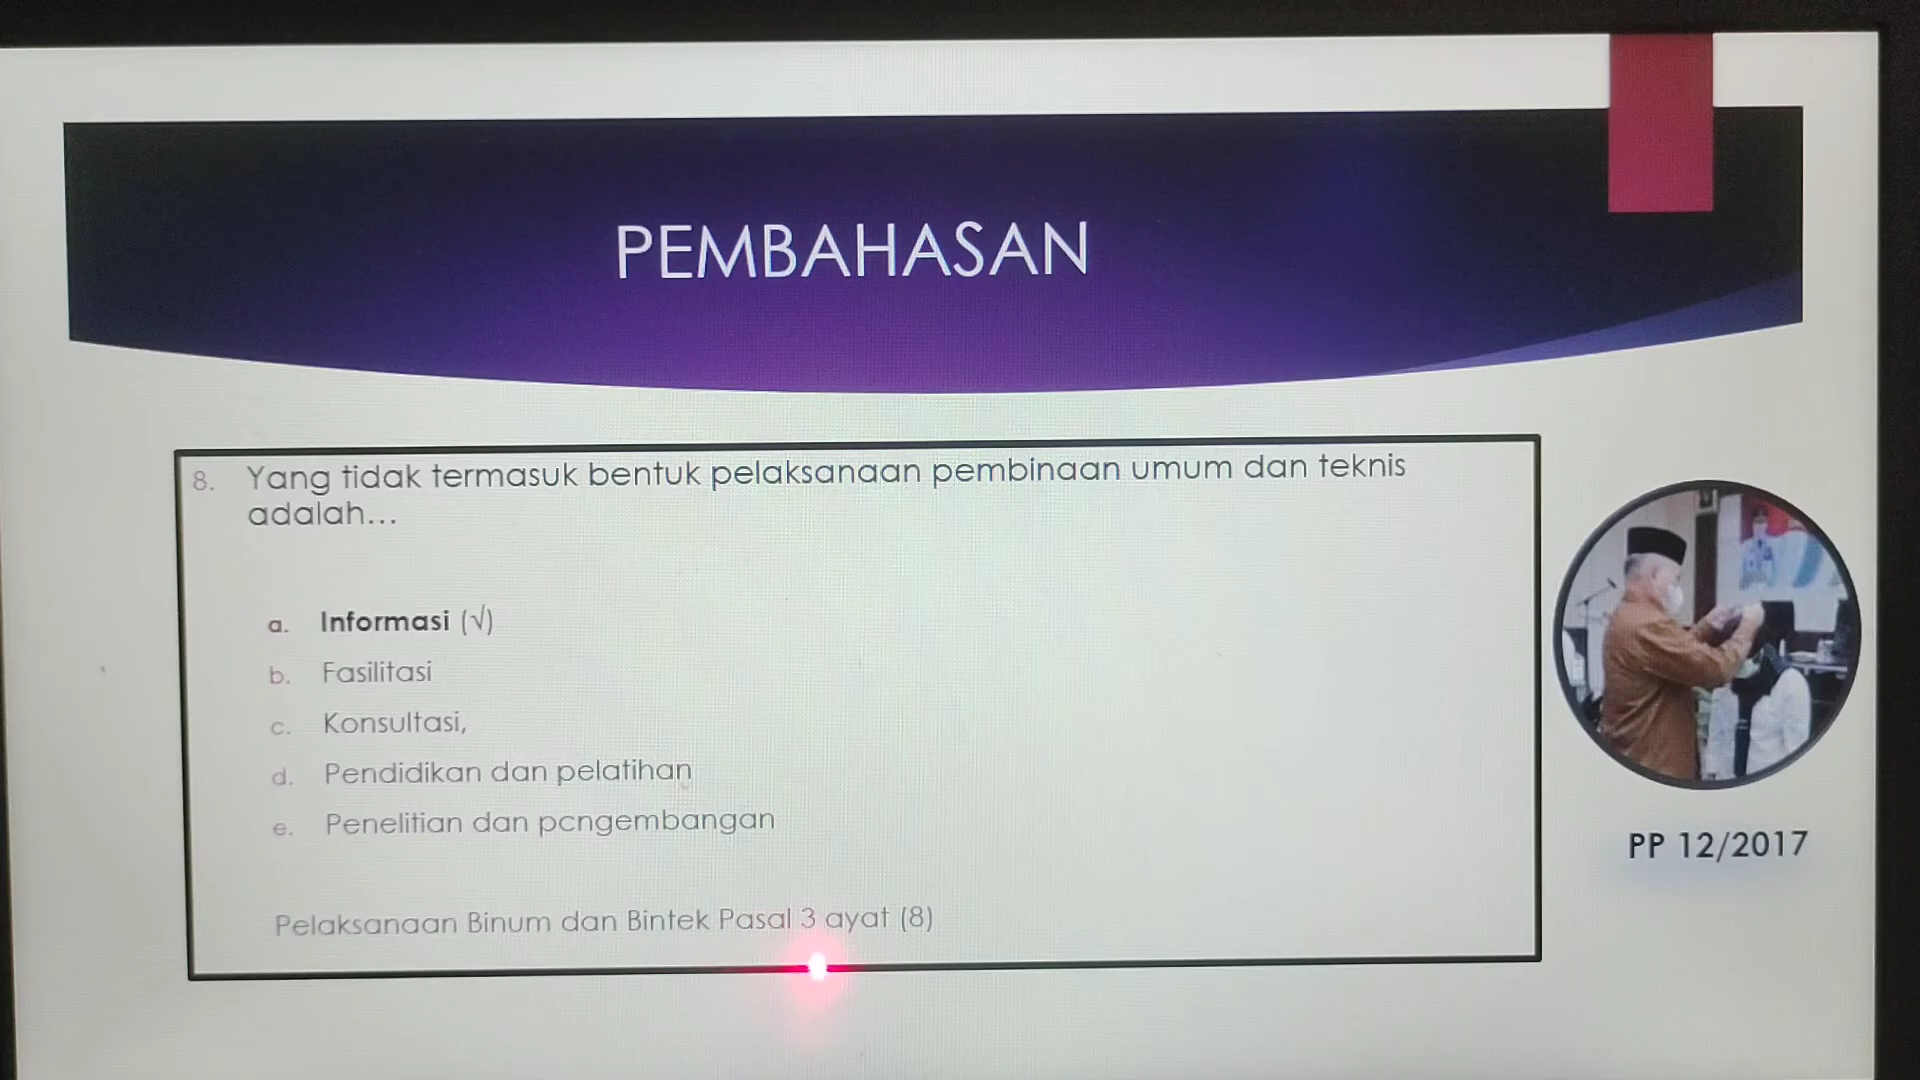 PEMBAHASAN
8. Yang tidak termasuk bentuk pelaksanaan pembinaan umum dan teknis
adalah...
a. Informasi (√)
b. Fasilitasi
c. Konsultasi,
d. Pendidikan dan pelatihan
e. Penelitian dan pcngembangan
Pelaksanaan Binum dan Bintek Pasal 3 ayat (8)
PP 12/2017